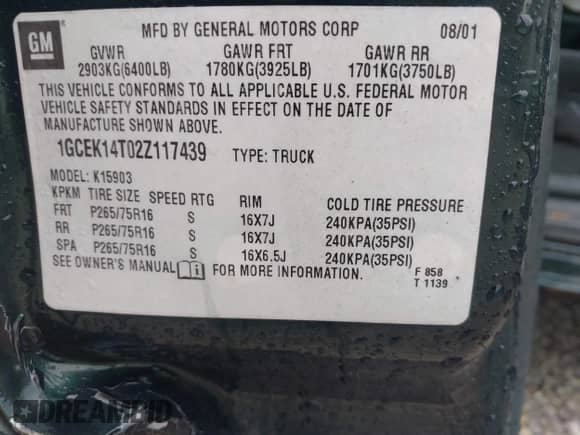 GM
MFD BY GENERAL MOTORS CORP 08/01
GVWR GAWR FRT GAWR RR
2903KG(6400LB) 1780KG(3925LB) 1701KG(3750LB)
THIS VEHICLE CONFORMS TO ALL APPLICABLE U.S. FEDERAL MOTOR
VEHICLE SAFETY STANDARDS IN EFFECT ON THE DATE OF
MANUFACTURE SHOWN ABOVE.
1GCEK14T02Z117439 TYPE: TRUCK
MODEL: K15903
KPKM TIRE SIZE SPEED RTG RIM COLD TIRE PRESSURE
FRT P265/75R16 S 16X7J 240KPA(35PSI)
RR P265/75R16 S 16X7J 240KPA(35PSI)
SPA P265/75R16 S 16X6.5J 240KPA(35PSI)
SEE OWNER'S MANUAL FOR MORE INFORMATION.
F 858
T 1139
DREAMBID